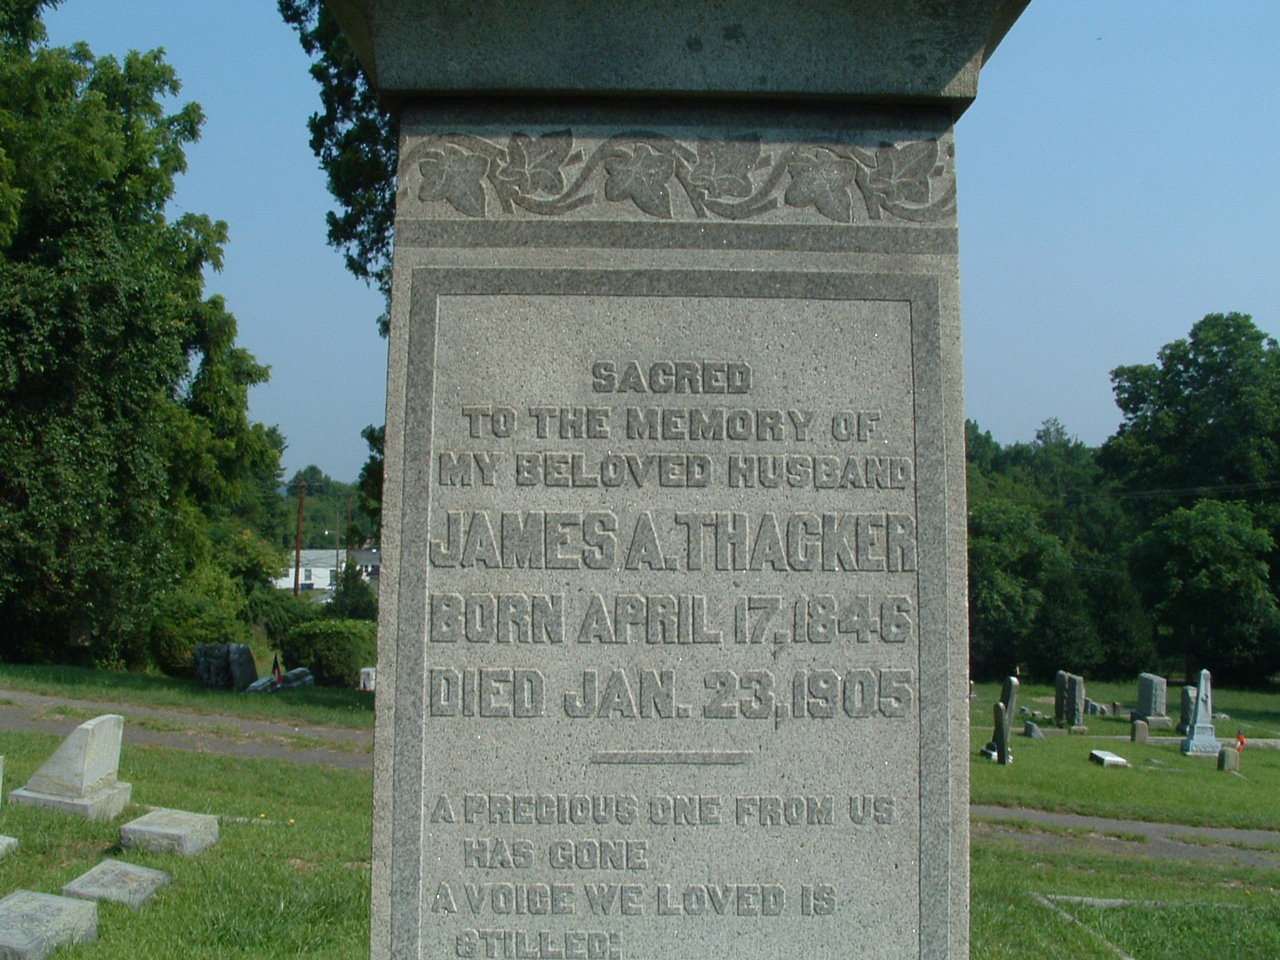 SACRED
TO THE MEMORY OF
MY BELOVED HUSBAND
JAMES A. THACKER
BORN APRIL 17, 1846
DIED JAN. 23, 1905
A PRECIOUS ONE FROM US
HAS GONE
A VOICE WE LOVED IS
STILLED;